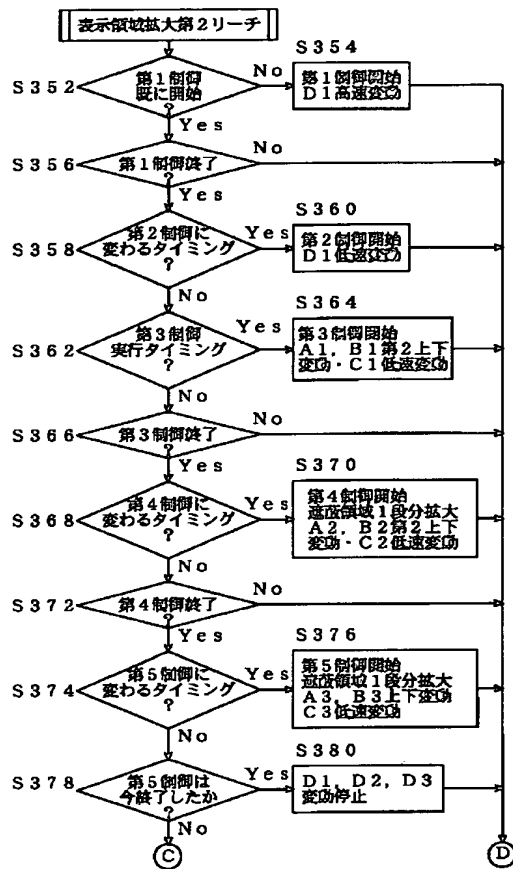 表示領域拡大第2リーチ
S352
第1制御
既に開始
?
No
Yes
S354
第1制御開始
D1高速変動
S356
第1制御終了
?
No
Yes
S358
第2制御に
変わるタイミング
?
Yes
No
S360
第2制御開始
D1低速変動
S362
第3制御
実行タイミング
?
Yes
No
S364
第3制御開始
A1,B1第2上下
変動・C1低速変動
S366
第3制御終了
?
No
Yes
S368
第4制御に
変わるタイミング
?
Yes
No
S370
第4制御開始
遮蔽領域1段分拡大
A2,B2第2上下
変動・C2低速変動
S372
第4制御終了
?
No
Yes
S374
第5制御に
変わるタイミング
?
Yes
No
S376
第5制御開始
遮蔽領域1段分拡大
A3,B3上下変動
C3低速変動
S378
第5制御は
今終了したか
?
Yes
No
S380
D1,D2,D3
変動停止
C
D